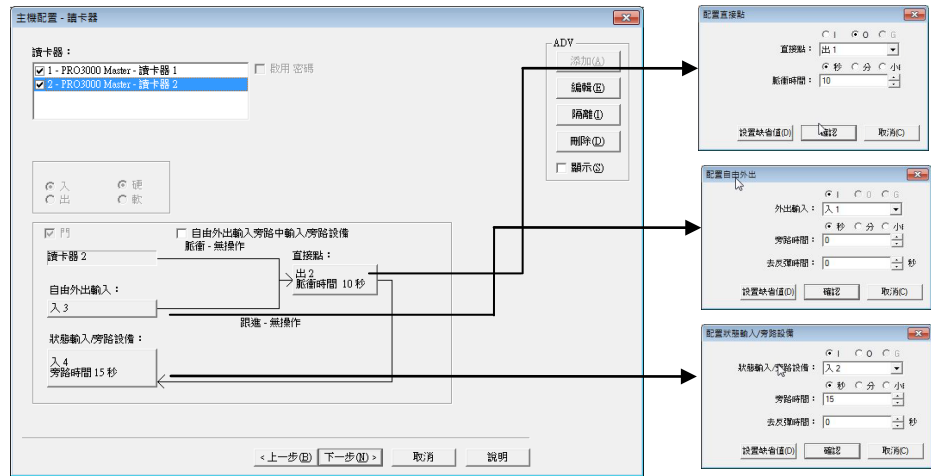 主機配置 - 讀卡器
讀卡器：
1 - PRO3000 Master - 讀卡器 1
2 - PRO3000 Master - 讀卡器 2
啟用 密碼
ADV
添加(A)
編輯(E)
隔離(I)
刪除(D)
顯示(S)
入
出
硬
軟
門
自由外出輸入旁路中輸入/旁路設備
脈衝 - 無操作
讀卡器 2
直接點：
出 2
脈衝時間 10 秒
自由外出輸入：
入 3
跟進 - 無操作
狀態輸入/旁路設備：
入 4
旁路時間 15 秒
< 上一步(B)
下一步(N) >
取消
說明
配置直接點
I O G
直接點： 出 1
秒 分 小
脈衝時間： 10
設置缺省值(D) 確認 取消(C)
配置自由外出
I O G
外出輸入： 入 1
秒 分 小
旁路時間： 0
去反彈時間： 0 秒
設置缺省值(D) 確認 取消(C)
配置狀態輸入/旁路設備
I O G
狀態輸入/旁路設備： 入 2
秒 分 小
旁路時間： 15
去反彈時間： 0 秒
設置缺省值(D) 確認 取消(C)